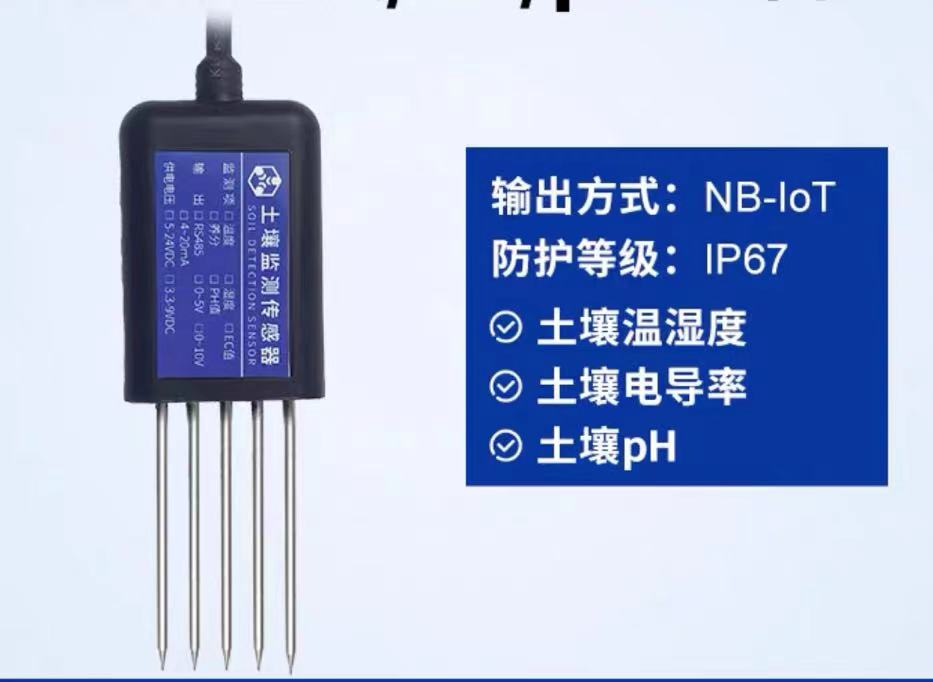 土壤监测传感器
SOIL DETECTION SENSOR
监测项 □温度 □湿度 □EC值
□养分 □PH值
输出 □RS485 □0~5V □0~10V
□4~20mA
供电电压 □5-24VDC □3.3-9VDC
输出方式：NB-IoT
防护等级：IP67
土壤温湿度
土壤电导率
土壤pH